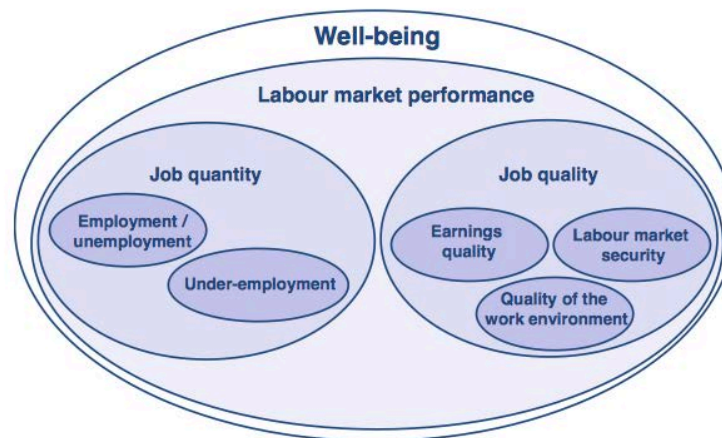 Well-being
Labour market performance
Job quantity
Employment /
unemployment
Under-employment
Job quality
Earnings
quality
Labour market
security
Quality of the
work environment